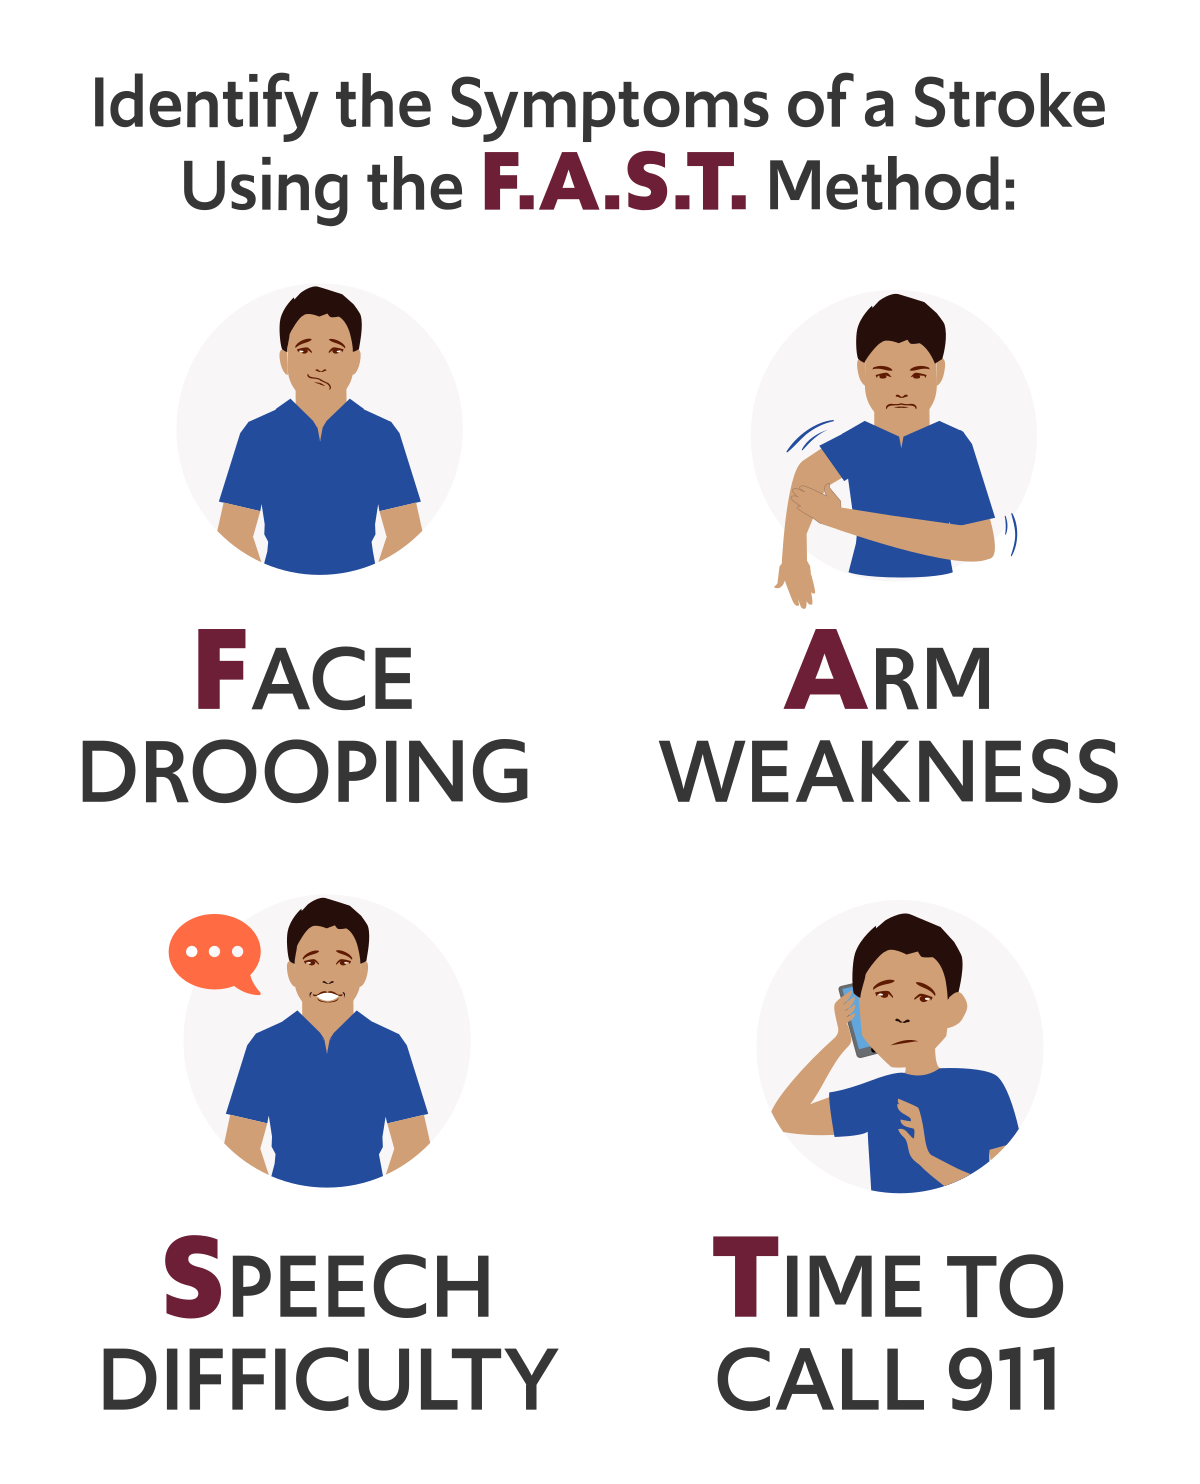 Identify the Symptoms of a Stroke
Using the F.A.S.T. Method:
FACE
DROOPING
ARM
WEAKNESS
SPEECH
DIFFICULTY
TIME TO
CALL 911